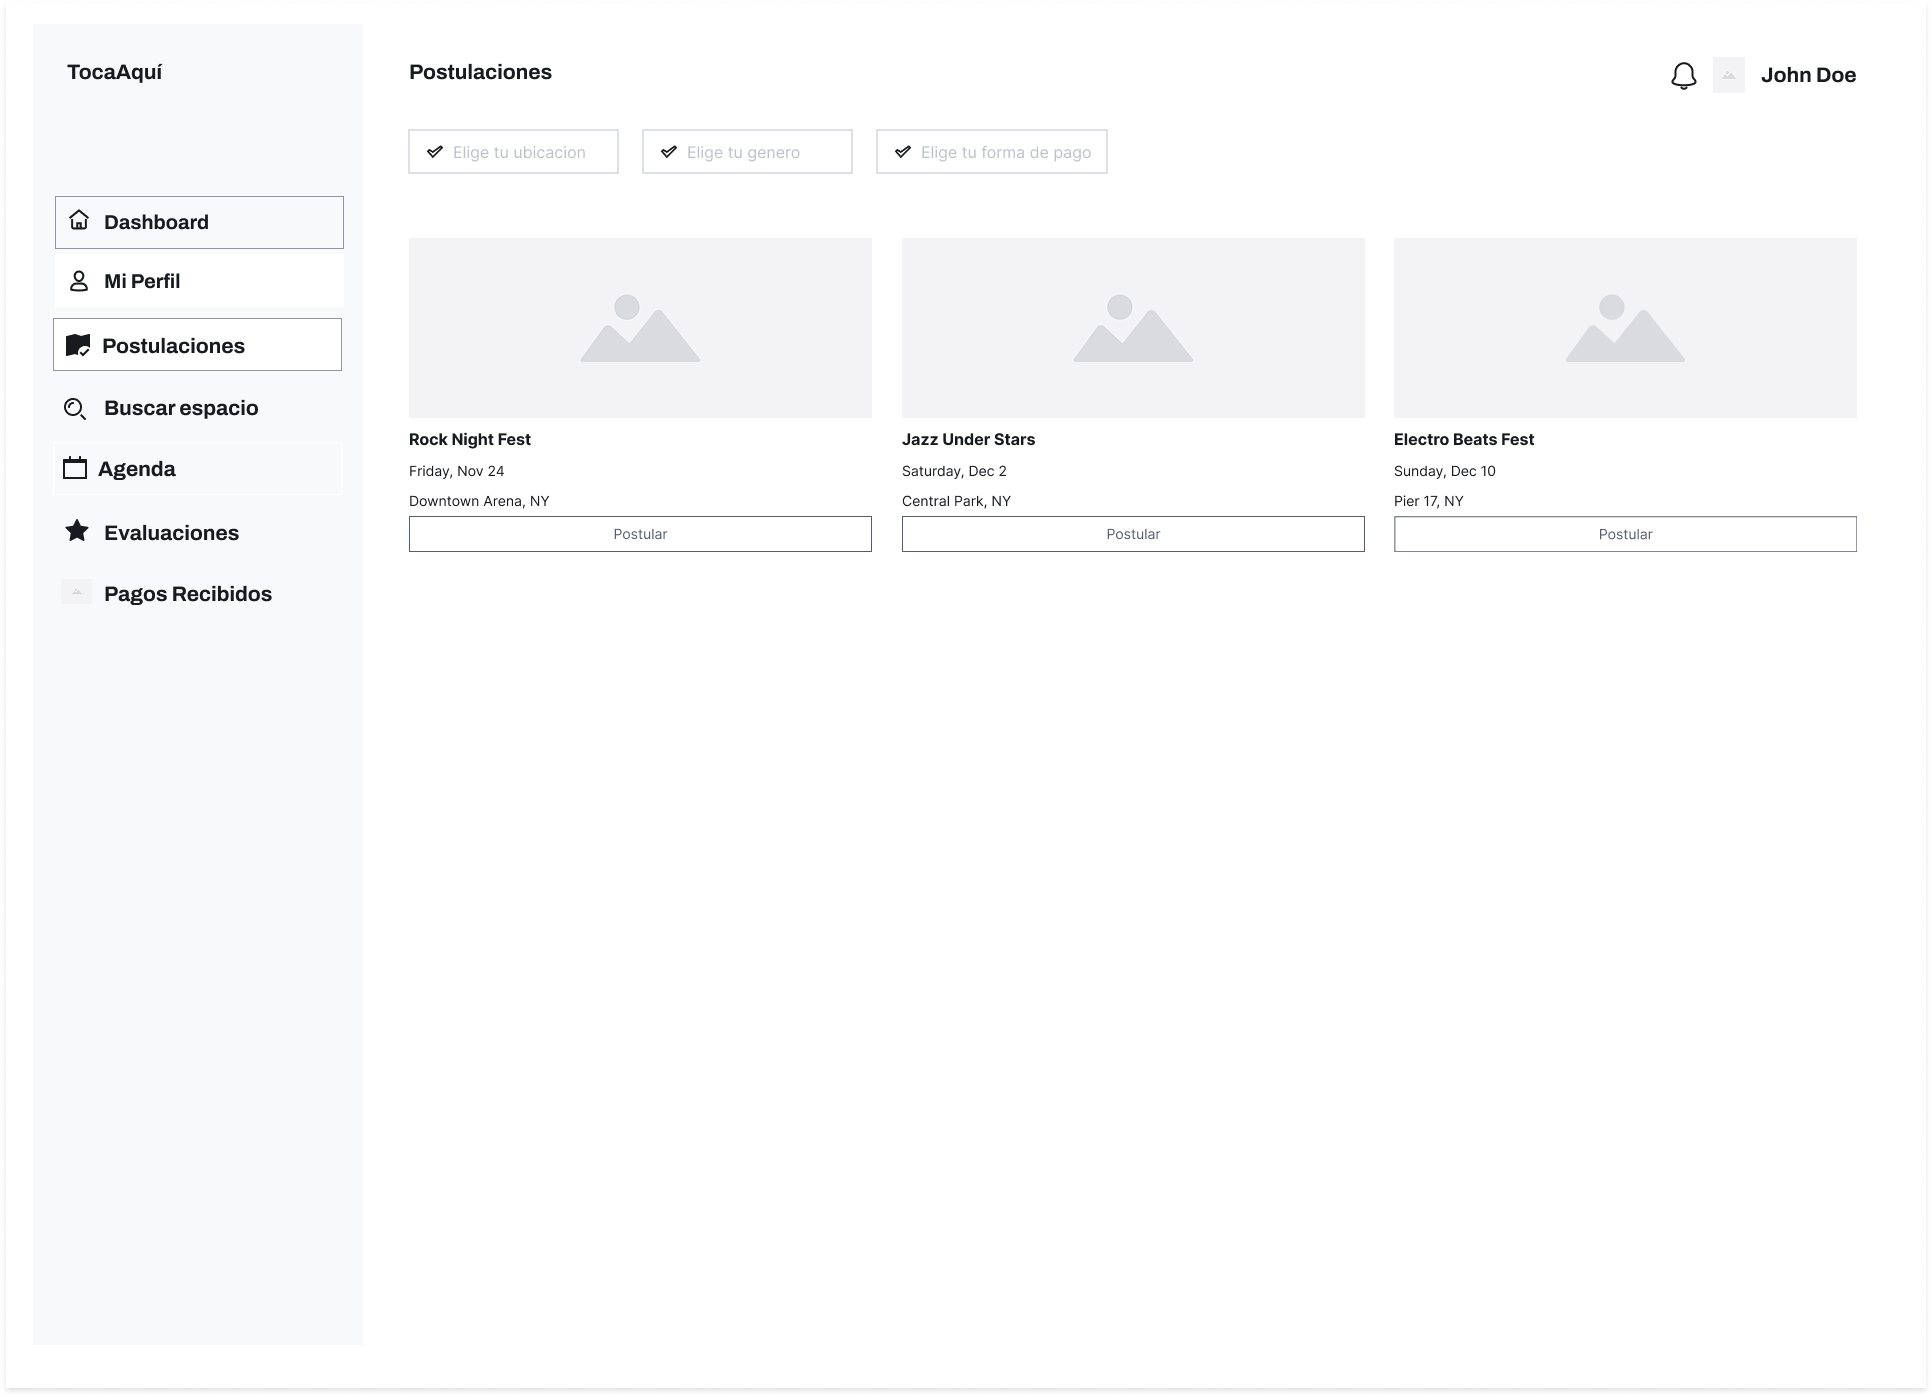 TocaAquí
Dashboard
Mi Perfil
Postulaciones
Buscar espacio
Agenda
Evaluaciones
Pagos Recibidos
Postulaciones
John Doe
Elige tu ubicacion
Elige tu genero
Elige tu forma de pago
Rock Night Fest
Friday, Nov 24
Downtown Arena, NY
Postular
Jazz Under Stars
Saturday, Dec 2
Central Park, NY
Postular
Electro Beats Fest
Sunday, Dec 10
Pier 17, NY
Postular